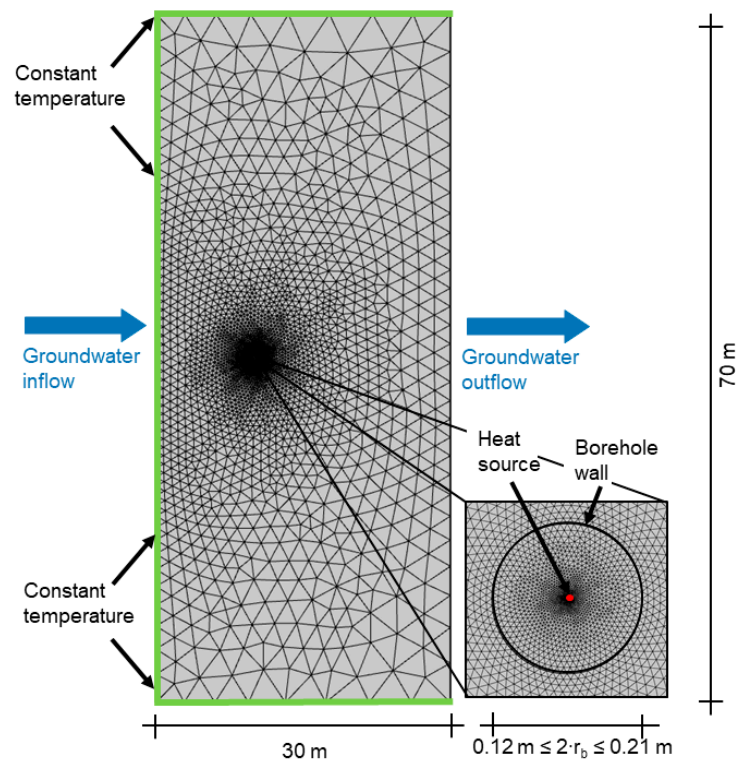 Constant
temperature
Groundwater
inflow
Groundwater
outflow
70 m
Heat
source
Borehole
wall
Constant
temperature
30 m
0.12 m ≤ 2·r_b ≤ 0.21 m